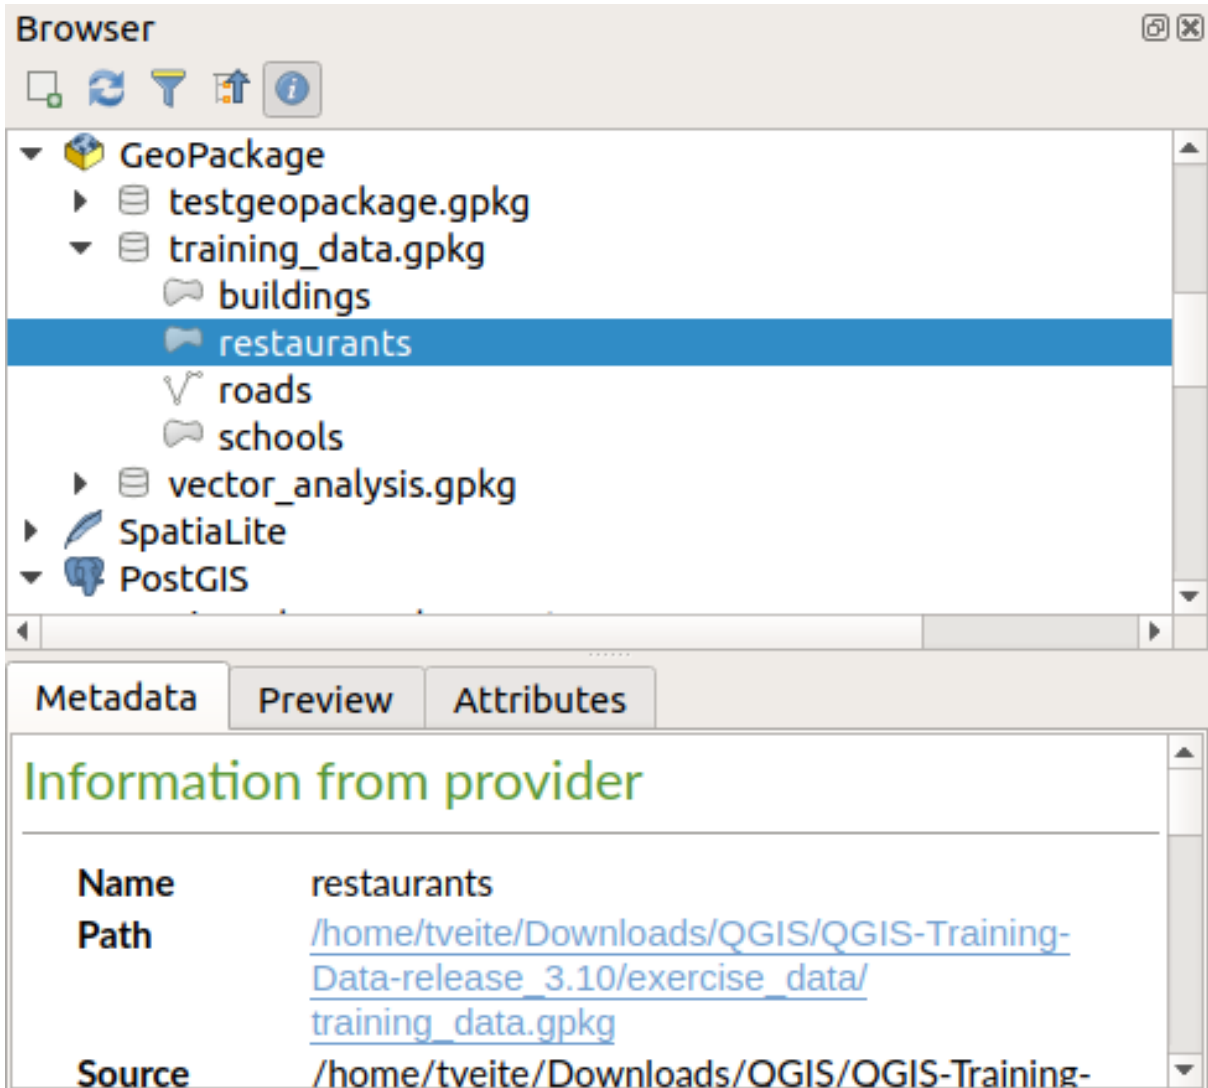 Browser
GeoPackage
testgeopackage.gpkg
training_data.gpkg
buildings
restaurants
roads
schools
vector_analysis.gpkg
SpatiaLite
PostGIS
Metadata Preview Attributes
Information from provider
Name restaurants
Path /home/tveite/Downloads/QGIS/QGIS-Training-
Data-release_3.10/exercise_data/
training_data.gpkg
Source /home/tveite/Downloads/QGIS/QGIS-Training-